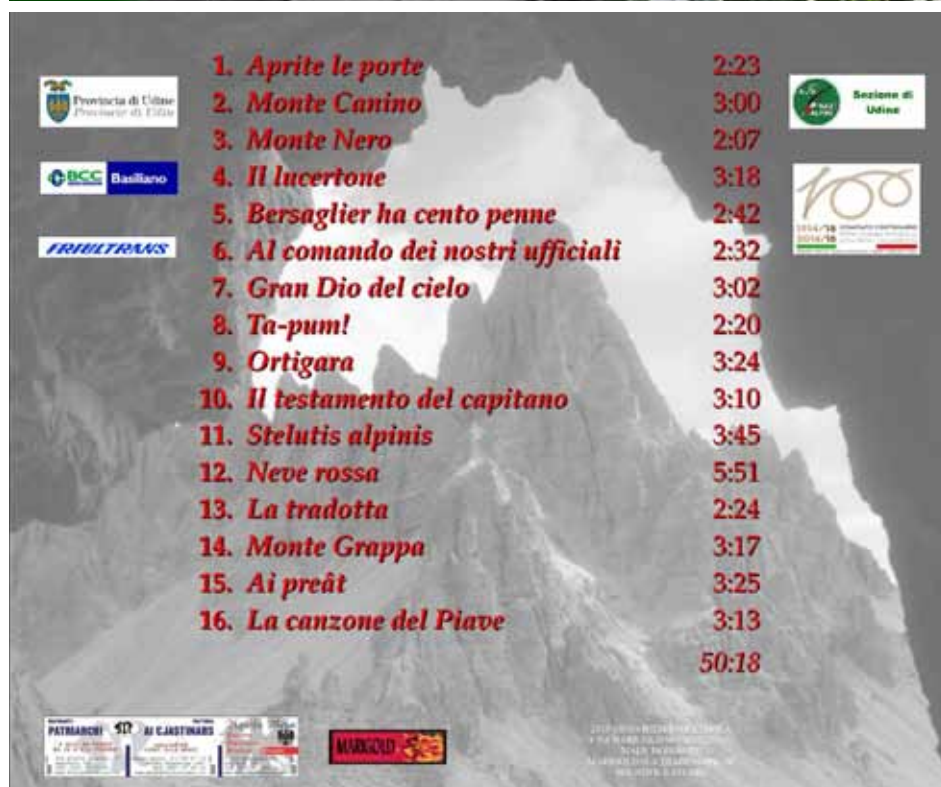 1. Aprite le porte 2:23
2. Monte Canino 3:00
3. Monte Nero 2:07
4. Il lucertone 3:18
5. Bersaglier ha cento penne 2:42
6. Al comando dei nostri ufficiali 2:32
7. Gran Dio del cielo 3:02
8. Ta-pum! 2:20
9. Ortigara 3:24
10. Il testamento del capitano 3:10
11. Stelutis alpinis 3:45
12. Neve rossa 5:51
13. La tradotta 2:24
14. Monte Grappa 3:17
15. Ai preât 3:25
16. La canzone del Piave 3:13
50:18
Provincia di Udine
Provincie di Udin
BCC Basiliano
FRIULTRANS
Sezione di
Udine
100
PATRIARCHI
AI CJASTINARS
MARIGOLD